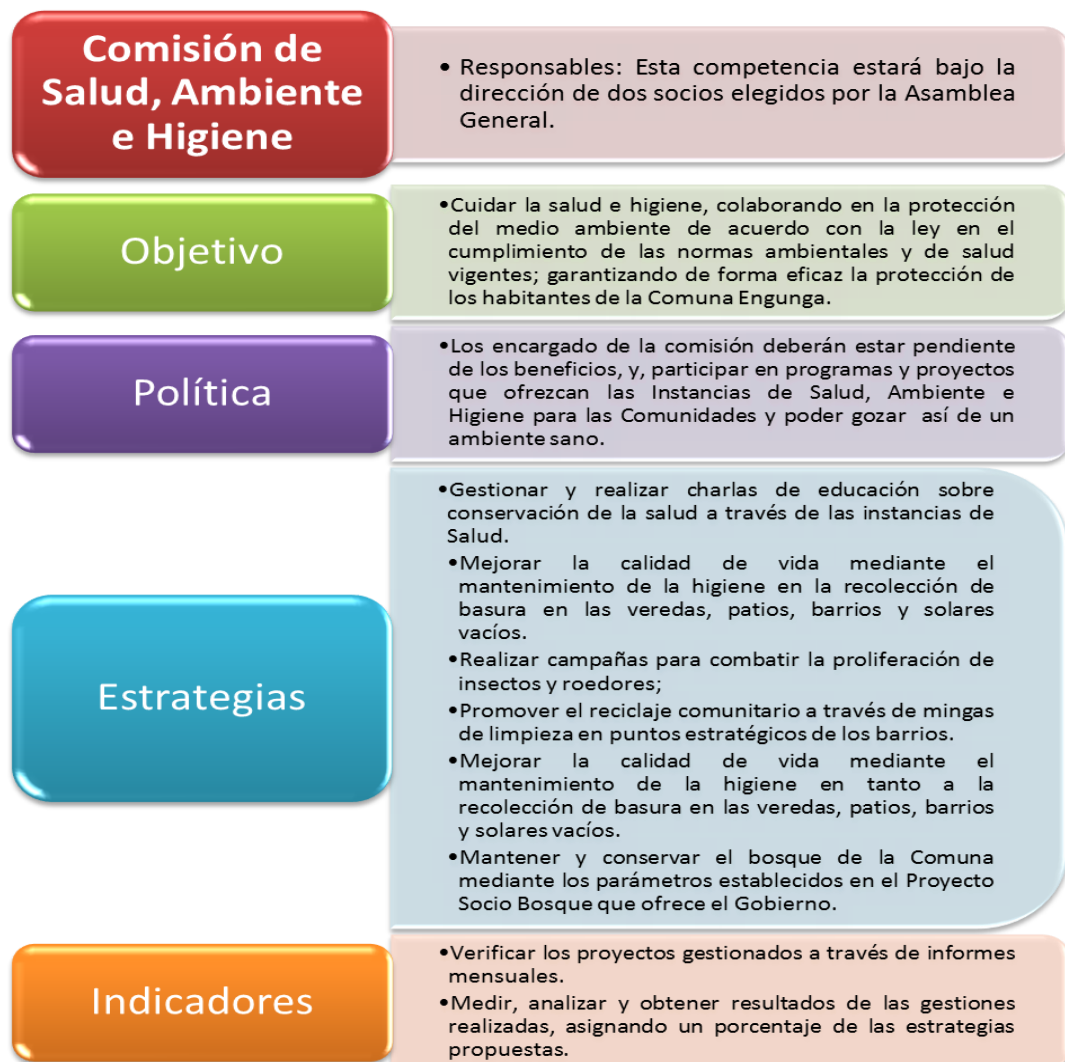 Comisión de
Salud, Ambiente
e Higiene
• Responsables: Esta competencia estará bajo la
dirección de dos socios elegidos por la Asamblea
General.
Objetivo
•Cuidar la salud e higiene, colaborando en la protección
del medio ambiente de acuerdo con la ley en el
cumplimiento de las normas ambientales y de salud
vigentes; garantizando de forma eficaz la protección de
los habitantes de la Comuna Engunga.
Política
•Los encargado de la comisión deberán estar pendiente
de los beneficios, y, participar en programas y proyectos
que ofrezcan las Instancias de Salud, Ambiente e
Higiene para las Comunidades y poder gozar así de un
ambiente sano.
Estrategias
•Gestionar y realizar charlas de educación sobre
conservación de la salud a través de las instancias de
Salud.
•Mejorar la calidad de vida mediante el
mantenimiento de la higiene en la recolección de
basura en las veredas, patios, barrios y solares
vacíos.
•Realizar campañas para combatir la proliferación de
insectos y roedores;
•Promover el reciclaje comunitario a través de mingas
de limpieza en puntos estratégicos de los barrios.
•Mejorar la calidad de vida mediante el
mantenimiento de la higiene en tanto a la
recolección de basura en las veredas, patios, barrios
y solares vacíos.
•Mantener y conservar el bosque de la Comuna
mediante los parámetros establecidos en el Proyecto
Socio Bosque que ofrece el Gobierno.
Indicadores
•Verificar los proyectos gestionados a través de informes
mensuales.
•Medir, analizar y obtener resultados de las gestiones
realizadas, asignando un porcentaje de las estrategias
propuestas.